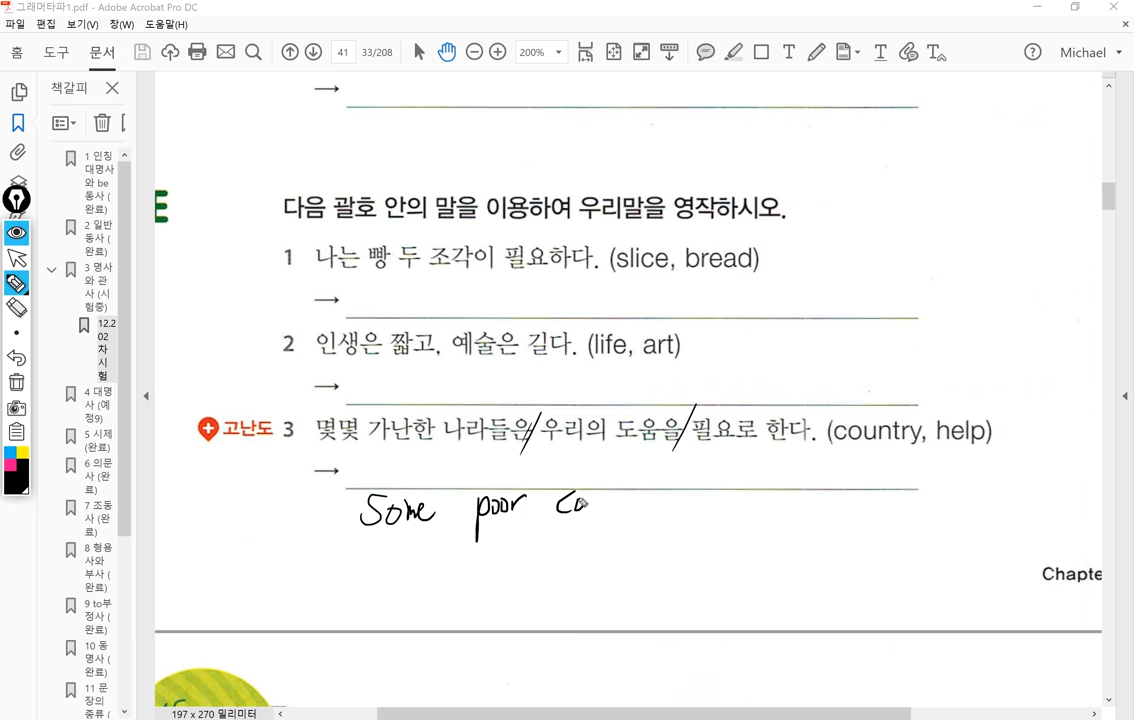 그래머타파1.pdf - Adobe Acrobat Pro DC
파일 편집 보기(V) 창(W) 도움말(H)
홈 도구 문서 41 33/208 200% Michael
책갈피
1 인칭
대명사
와 be
동사 (
완료)
2 일반
동사 (
완료)
3 명사
와 관
사 (시
험중)
12.2
02
차
시
험
4 대명
사 (예
정9)
5 시제
(완료)
6 의문
사 (완
료)
7 조동
사 (완
료)
8 형용
사와
부사 (
완료)
9 to부
정사 (
완료)
10 동
명사 (
완료)
11 문
장의
종류 (
→
E 다음 괄호 안의 말을 이용하여 우리말을 영작하시오.
1 나는 빵 두 조각이 필요하다. (slice, bread)
→
2 인생은 짧고, 예술은 길다. (life, art)
→
고난도 3 몇몇 가난한 나라들은/우리의 도움을/필요로 한다. (country, help)
→
Some poor co
Chapte
197 x 270 밀리미터